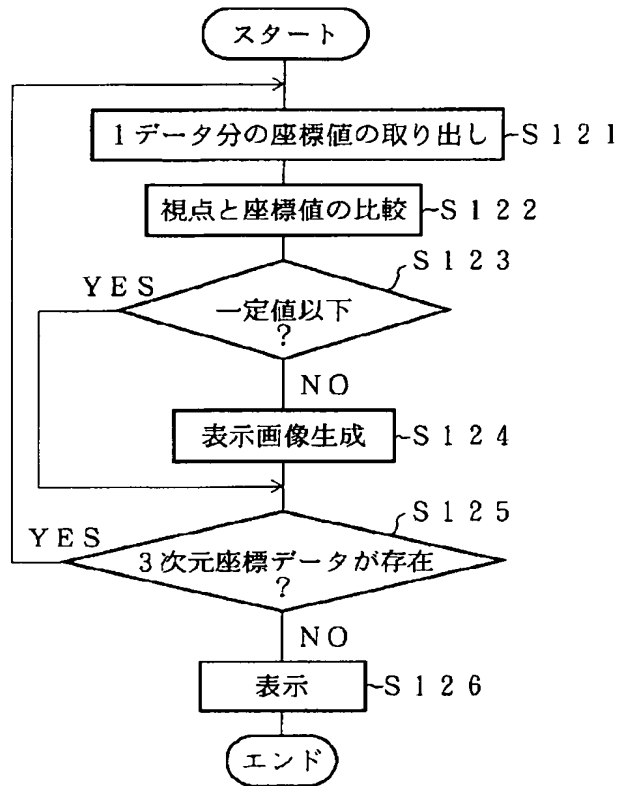 スタート
1データ分の座標値の取り出し
S121
視点と座標値の比較
S122
S123
YES
一定値以下
?
NO
表示画像生成
S124
S125
YES
3次元座標データが存在
?
NO
表示
S126
エンド